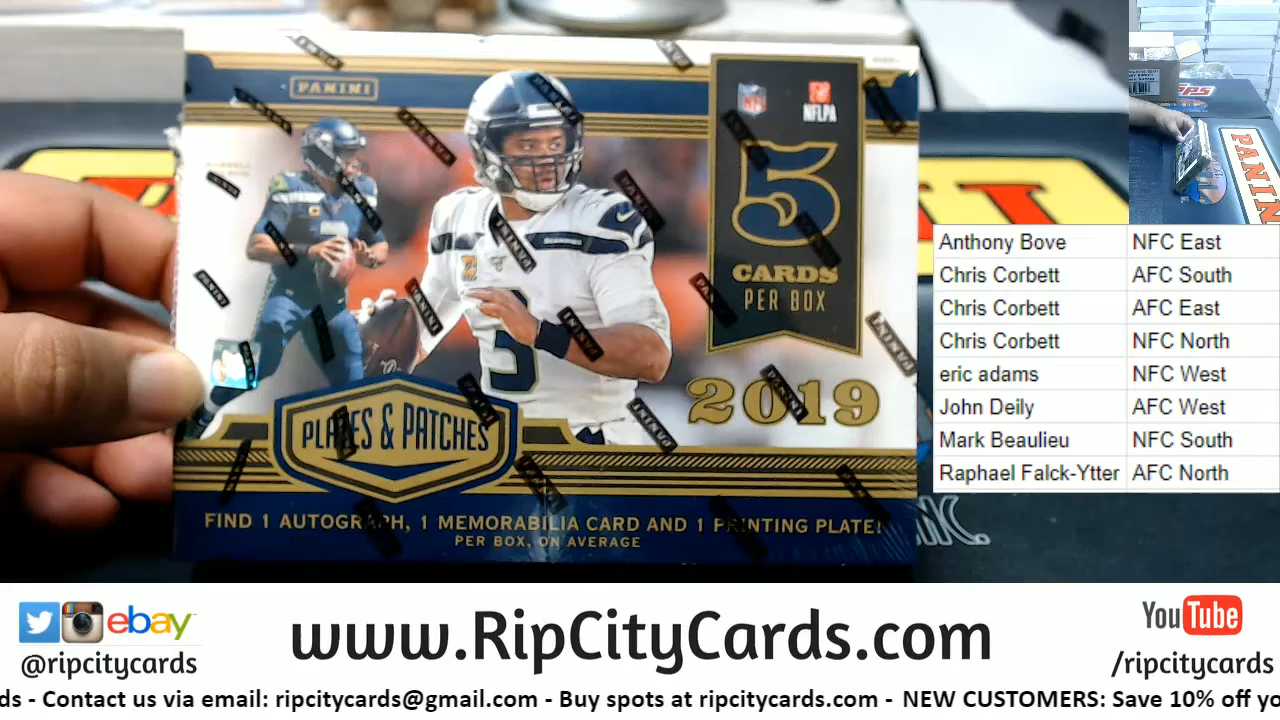 PANINI
NFL
NFLPA
5
CARDS
PER BOX
2019
PLATES & PATCHES
FIND 1 AUTOGRAPH, 1 MEMORABILIA CARD AND 1 PRINTING PLATE!
PER BOX, ON AVERAGE
PANINI
Anthony Bove NFC East
Chris Corbett AFC South
Chris Corbett AFC East
Chris Corbett NFC North
eric adams NFC West
John Deily AFC West
Mark Beaulieu NFC South
Raphael Falck-Ytter AFC North
ebay
@ripcitycards
www.RipCityCards.com
YouTube
/ripcitycards
ds - Contact us via email: ripcitycards@gmail.com - Buy spots at ripcitycards.com - NEW CUSTOMERS: Save 10% off yo